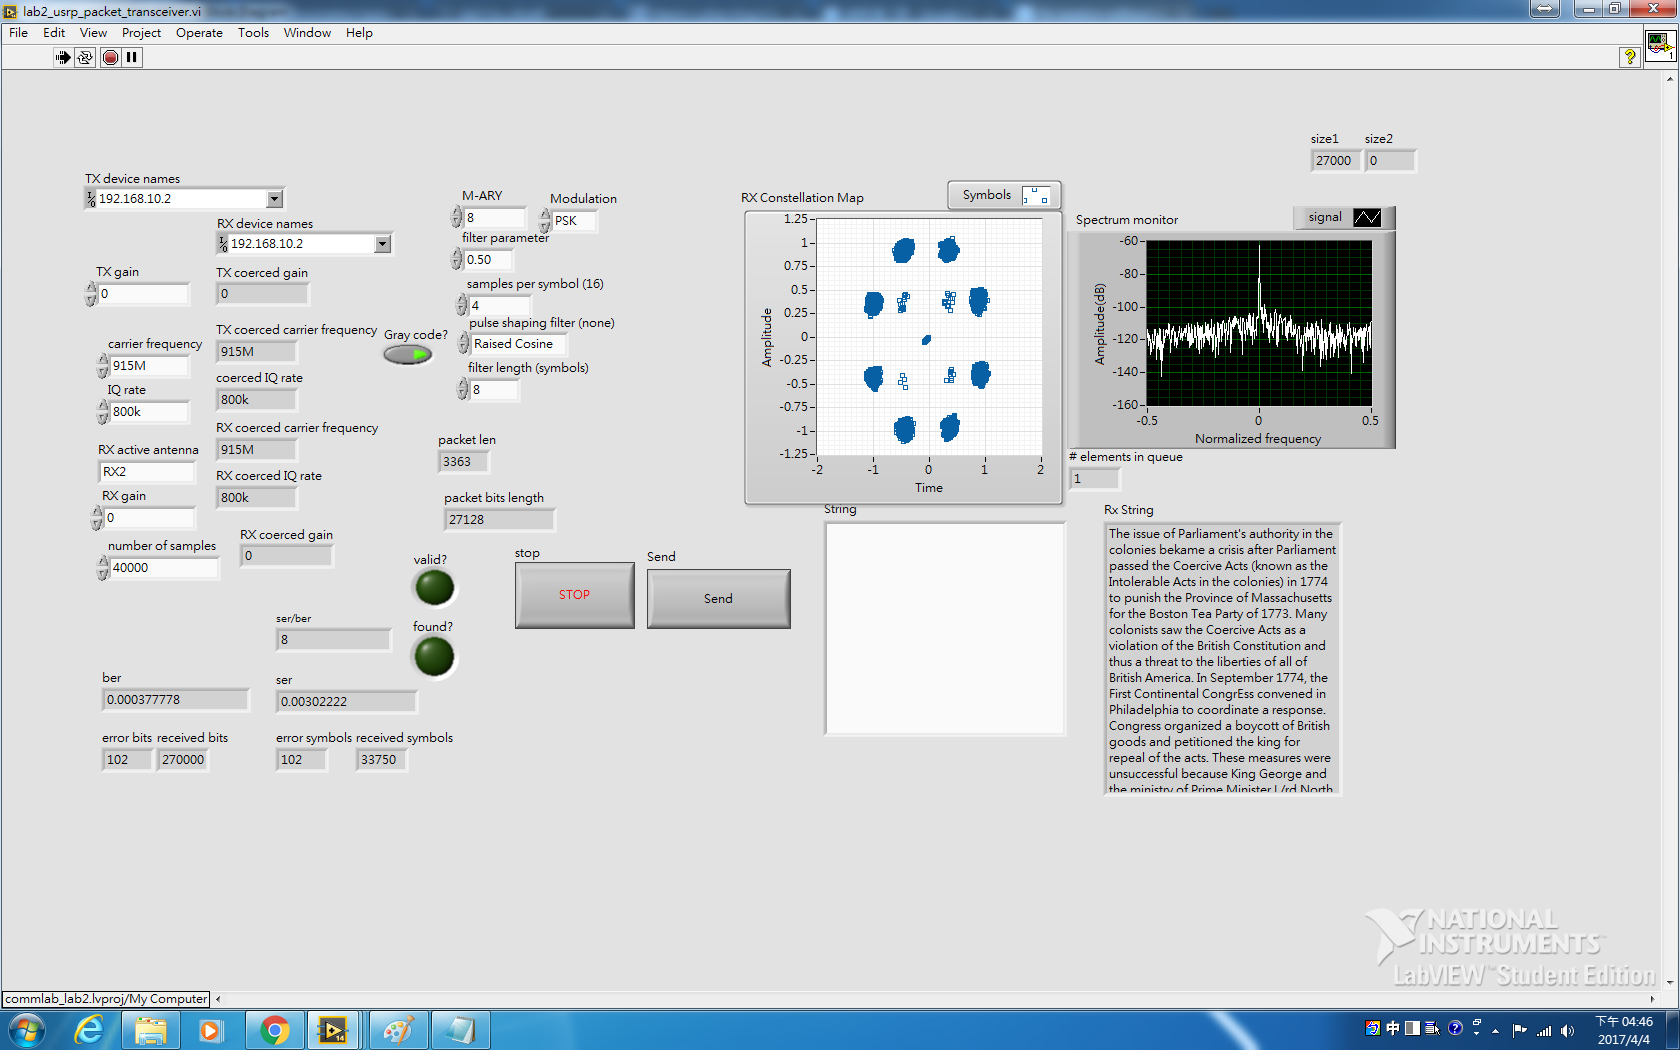 lab2_usrp_packet_transceiver.vi
File Edit View Project Operate Tools Window Help
size1 size2
27000 0
TX device names
192.168.10.2
RX device names
192.168.10.2
TX gain
0
TX coerced gain
0
carrier frequency
915M
TX coerced carrier frequency
915M
IQ rate
800k
coerced IQ rate
800k
RX coerced carrier frequency
915M
RX active antenna
RX2
RX coerced IQ rate
800k
RX gain
0
RX coerced gain
0
number of samples
40000
M-ARY
8
Modulation
PSK
filter parameter
0.50
samples per symbol (16)
4
pulse shaping filter (none)
Raised Cosine
Gray code?
filter length (symbols)
8
packet len
3363
packet bits length
27128
valid?
found?
stop
STOP
Send
Send
ser/ber
8
ber
0.000377778
ser
0.00302222
error bits received bits
102 270000
error symbols received symbols
102 33750
RX Constellation Map
Symbols
Amplitude
1.25
1
0.75
0.5
0.25
0
-0.25
-0.5
-0.75
-1
-1.25
-2 -1 0 1 2
Time
Spectrum monitor
signal
Amplitude(dB)
-60
-80
-100
-120
-140
-160
-0.5 0 0.5
Normalized frequency
# elements in queue
1
String
Rx String
The issue of Parliament's authority in the
colonies bekame a crisis after Parliament
passed the Coercive Acts (known as the
Intolerable Acts in the colonies) in 1774
to punish the Province of Massachusetts
for the Boston Tea Party of 1773. Many
colonists saw the Coercive Acts as a
violation of the British Constitution and
thus a threat to the liberties of all of
British America. In September 1774, the
First Continental CongrEss convened in
Philadelphia to coordinate a response.
Congress organized a boycott of British
goods and petitioned the king for
repeal of the acts. These measures were
unsuccessful because King George and
the ministry of Prime Minister L/rd North
NATIONAL
INSTRUMENTS™
LabVIEW™ Student Edition
commlab_lab2.lvproj/My Computer
中
下午 04:46
2017/4/4